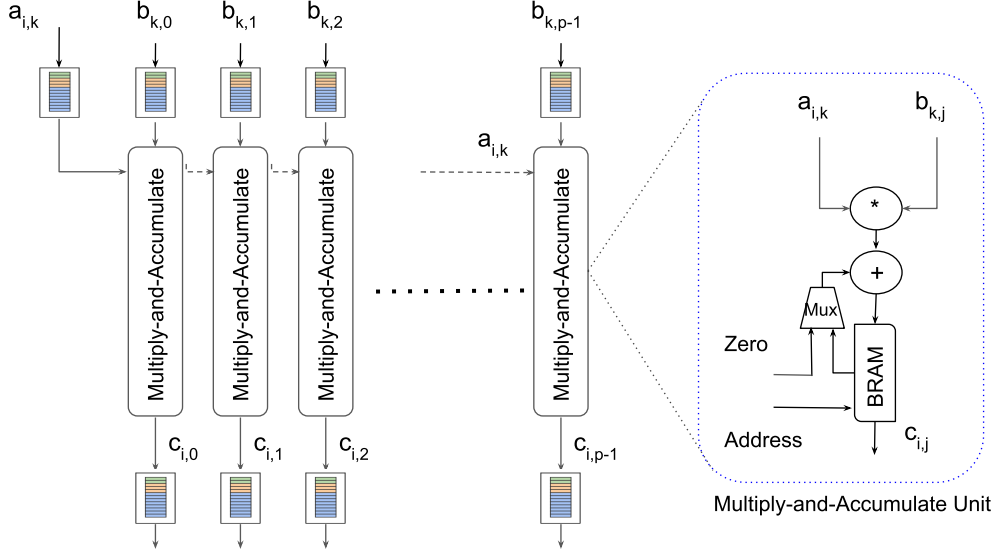 a_{i,k}
b_{k,0}
b_{k,1}
b_{k,2}
b_{k,p-1}
a_{i,k}
Multiply-and-Accumulate
Multiply-and-Accumulate
Multiply-and-Accumulate
Multiply-and-Accumulate
c_{i,0}
c_{i,1}
c_{i,2}
c_{i,p-1}
a_{i,k}
b_{k,j}
*
+
Mux
Zero
BRAM
Address
c_{i,j}
Multiply-and-Accumulate Unit